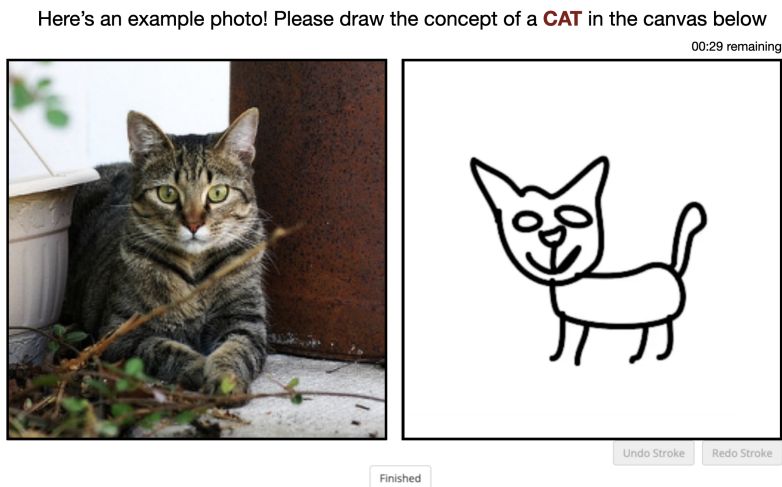 Here’s an example photo! Please draw the concept of a CAT in the canvas below
00:29 remaining
Undo Stroke Redo Stroke
Finished